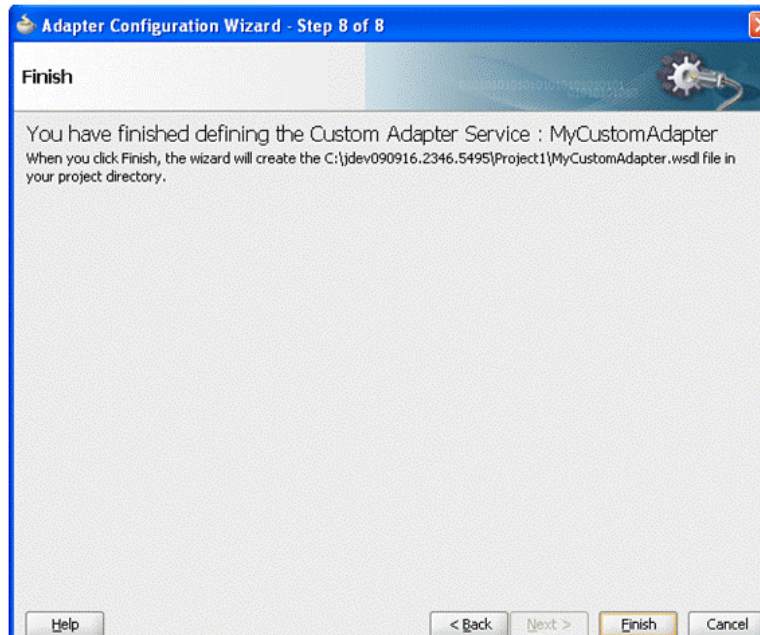 Adapter Configuration Wizard - Step 8 of 8
Finish
You have finished defining the Custom Adapter Service : MyCustomAdapter
When you click Finish, the wizard will create the C:\jdev090916.2346.5495\Project1\MyCustomAdapter.wsdl file in
your project directory.
Help
< Back
Next >
Finish
Cancel